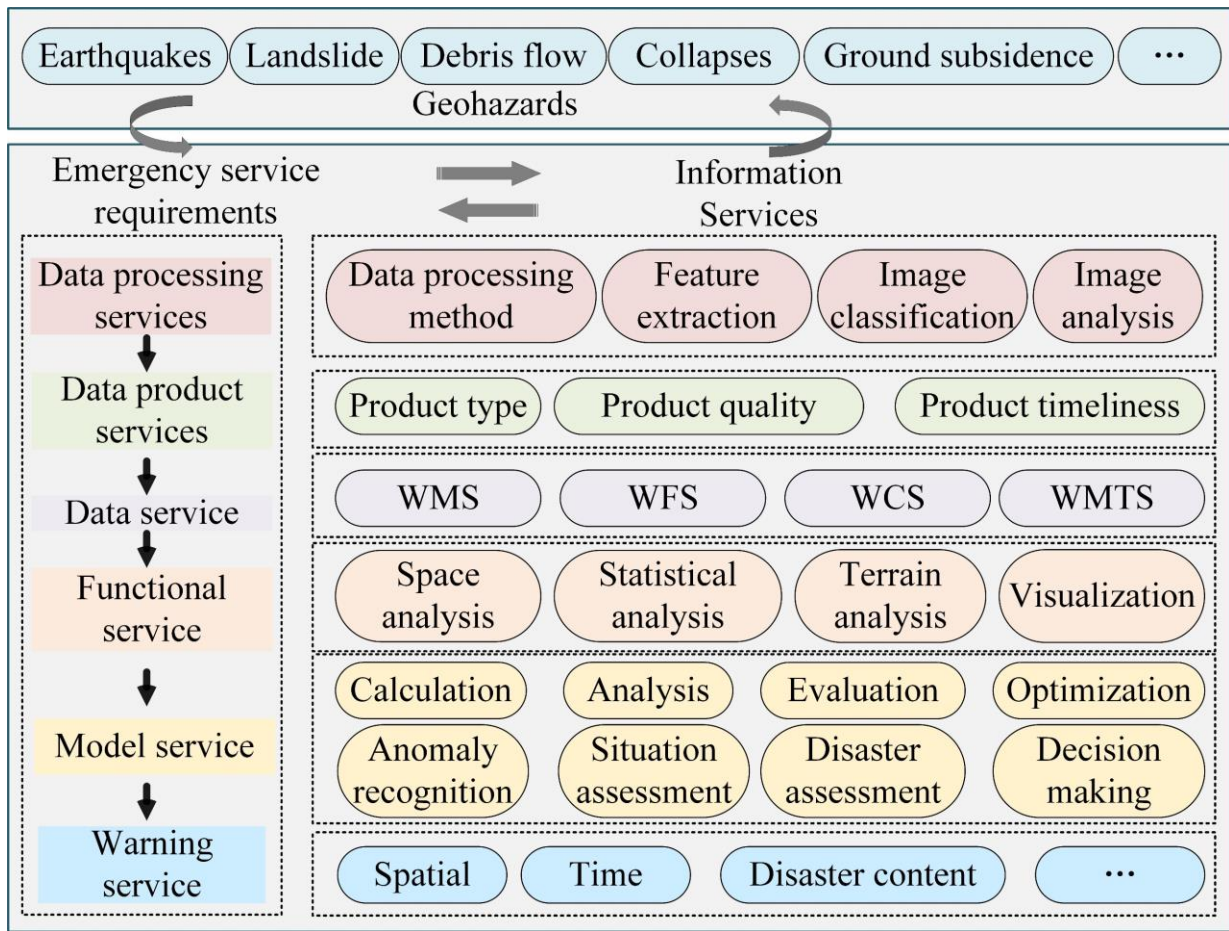 Earthquakes Landslide Debris flow Collapses Ground subsidence ...
Geohazards
Emergency service
requirements
Information
Services
Data processing
services
Data product
services
Data service
Functional
service
Model service
Warning
service
Data processing
method
Feature
extraction
Image
classification
Image
analysis
Product type Product quality Product timeliness
WMS WFS WCS WMTS
Space
analysis
Statistical
analysis
Terrain
analysis
Visualization
Calculation Analysis Evaluation Optimization
Anomaly
recognition
Situation
assessment
Disaster
assessment
Decision
making
Spatial Time Disaster content ...